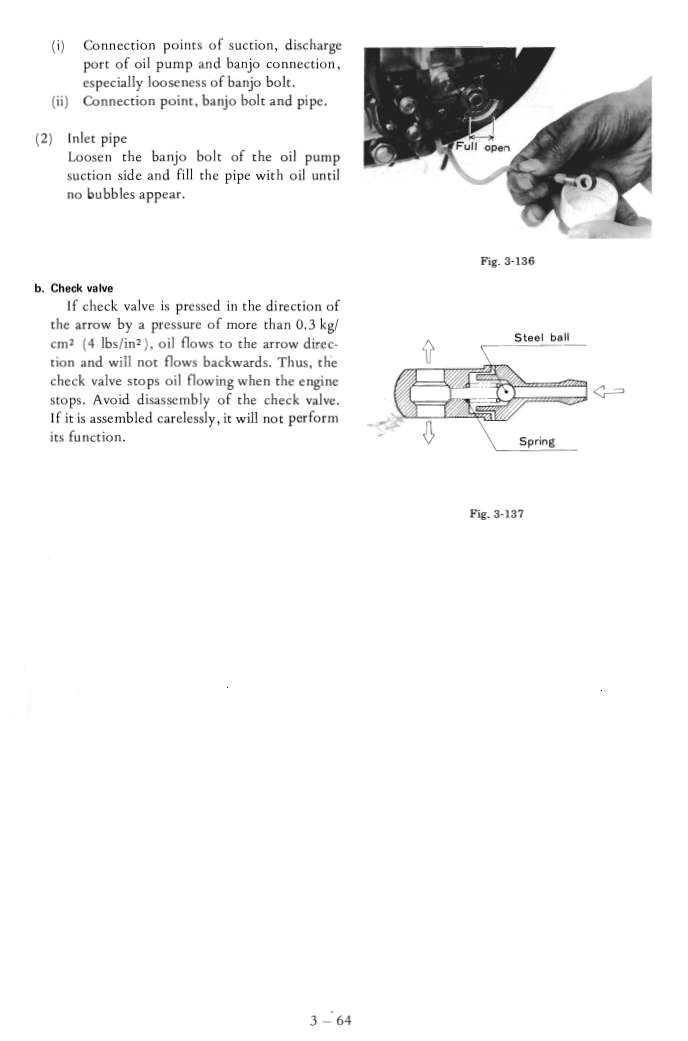 (i) Connection points of suction, discharge
port of oil pump and banjo connection,
especially looseness of banjo bolt.
(ii) Connection point, banjo bolt and pipe.
(2) Inlet pipe
Loosen the banjo bolt of the oil pump
suction side and fill the pipe with oil until
no bubbles appear.
Full open
Fig. 3-136
b. Check valve
If check valve is pressed in the direction of
the arrow by a pressure of more than 0.3 kg/
cm² (4 lbs/in²), oil flows to the arrow direc-
tion and will not flows backwards. Thus, the
check valve stops oil flowing when the engine
stops. Avoid disassembly of the check valve.
If it is assembled carelessly, it will not perform
its function.
Steel ball
Spring
Fig. 3-137
3 - 64